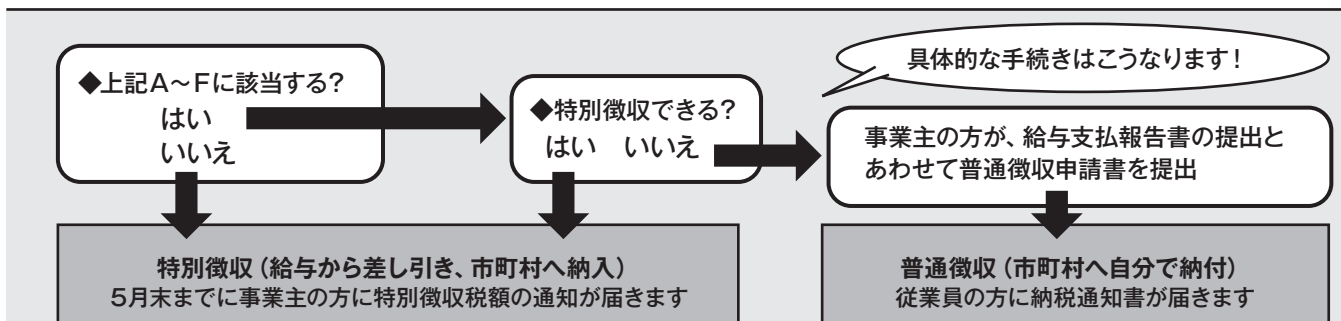 ◆上記A～Fに該当する?
はい
いいえ
◆特別徴収できる?
はい いいえ
具体的な手続きはこうなります!
事業主の方が、給与支払報告書の提出と
あわせて普通徴収申請書を提出
特別徴収(給与から差し引き、市町村へ納入)
5月末までに事業主の方に特別徴収税額の通知が届きます
普通徴収(市町村へ自分で納付)
従業員の方に納税通知書が届きます